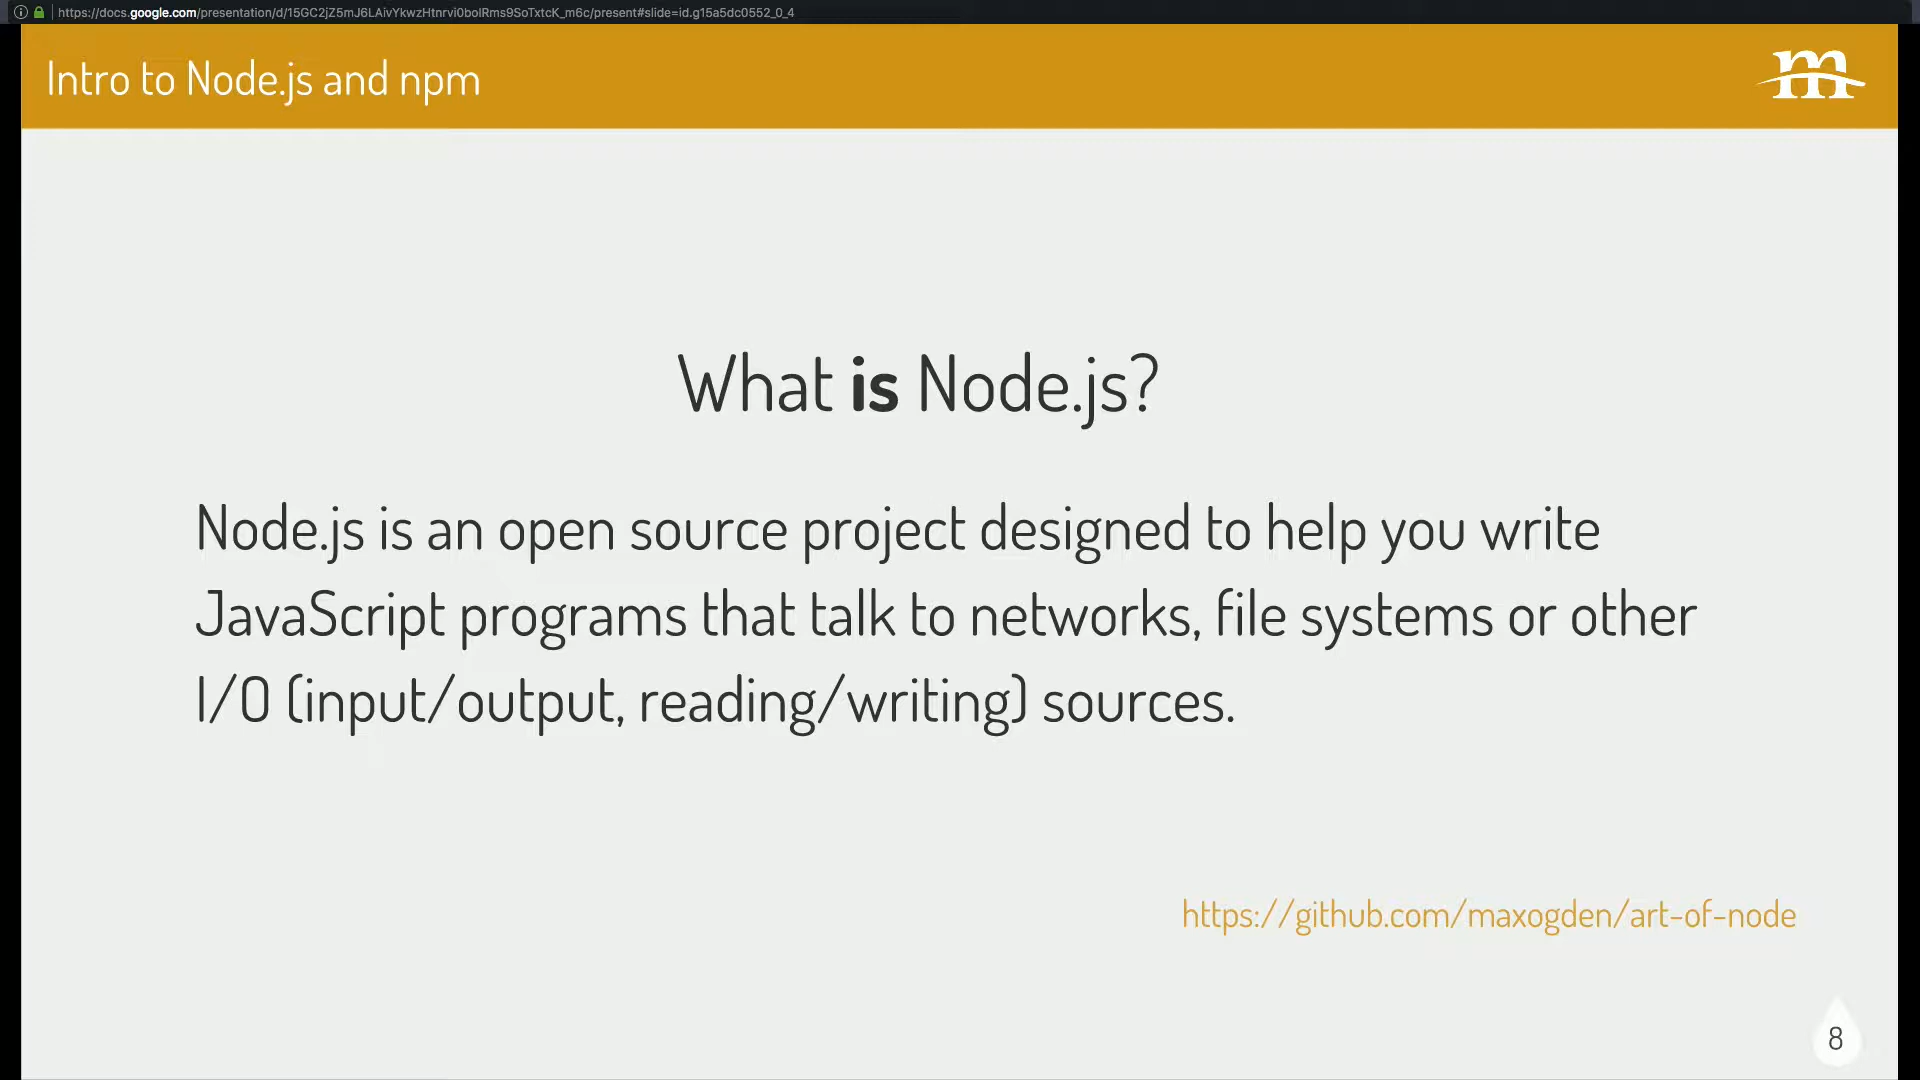 https://docs.google.com/presentation/d/15GC2jZ5mJ6LAivYkwzHtnrvi0bolRms9SoTxtcK_m6c/present#slide=id.g15a5dc0552_0_4
Intro to Node.js and npm
m
What is Node.js?
Node.js is an open source project designed to help you write
JavaScript programs that talk to networks, file systems or other
I/O (input/output, reading/writing) sources.
https://github.com/maxogden/art-of-node
8